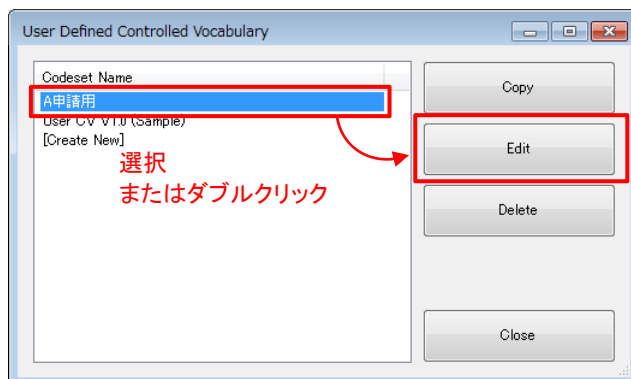 User Defined Controlled Vocabulary
Codeset Name
A申請用
User CV V1.0 (Sample)
[Create New]
選択
またはダブルクリック
Copy
Edit
Delete
Close